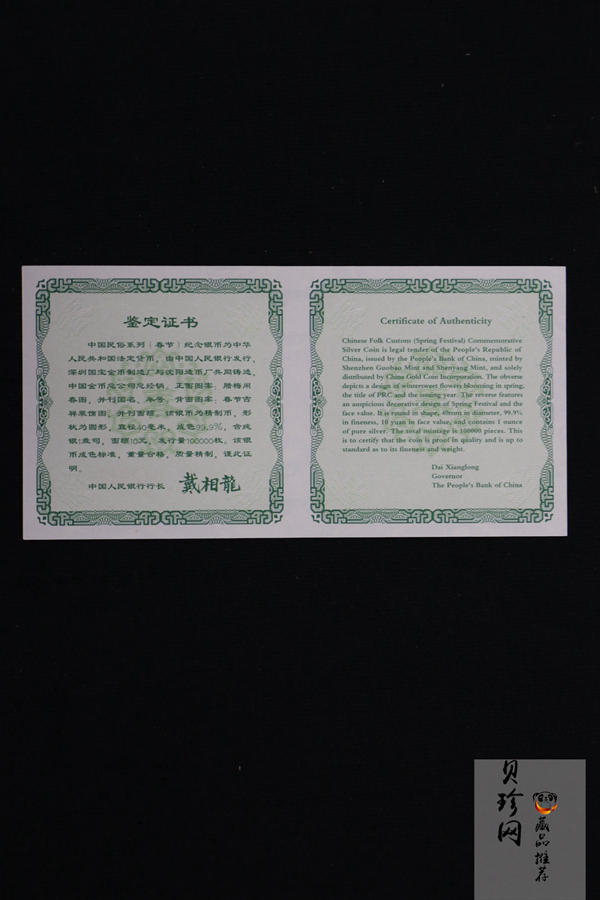 鉴定证书
中国民俗系列（春节）纪念银币为中华
人民共和国法定货币，由中国人民银行发行，
深圳国宝金币制造厂与沈阳造币厂共同铸造，
中国金币总公司总经销。正面图案：腊梅闹
春图，并刊国名、年号。背面图案：春节吉
祥装饰图，并刊面额。该银币为精制币，形
状为圆形，直径40毫米，成色99.9%，含纯
银1盎司，面额10元，发行量100000枚。该银
币成色标准，重量合格，质量精制，谨此证
明。
中国人民银行行长 戴相龍
Certificate of Authenticity
Chinese Folk Customs (Spring Festival) Commemorative
Silver Coin is legal tender of the People's Republic of
China, issued by the People's Bank of China, minted by
Shenzhen Guobao Mint and Shenyang Mint, and solely
distributed by China Gold Coin Incorporation. The obverse
depicts a design of wintersweet flowers blooming in spring,
the title of PRC and the issuing year. The reverse features
an auspicious decorative design of Spring Festival and the
face value. It is round in shape, 40mm in diameter, 99.9%
in fineness, 10 yuan in face value, and contains 1 ounce
of pure silver. The total mintage is 100000 pieces. This
is to certify that the coin is proof in quality and is up to
standard as to its fineness and weight.
Dai Xianglong
Governor
The People's Bank of China
贝珍网
藏品推荐